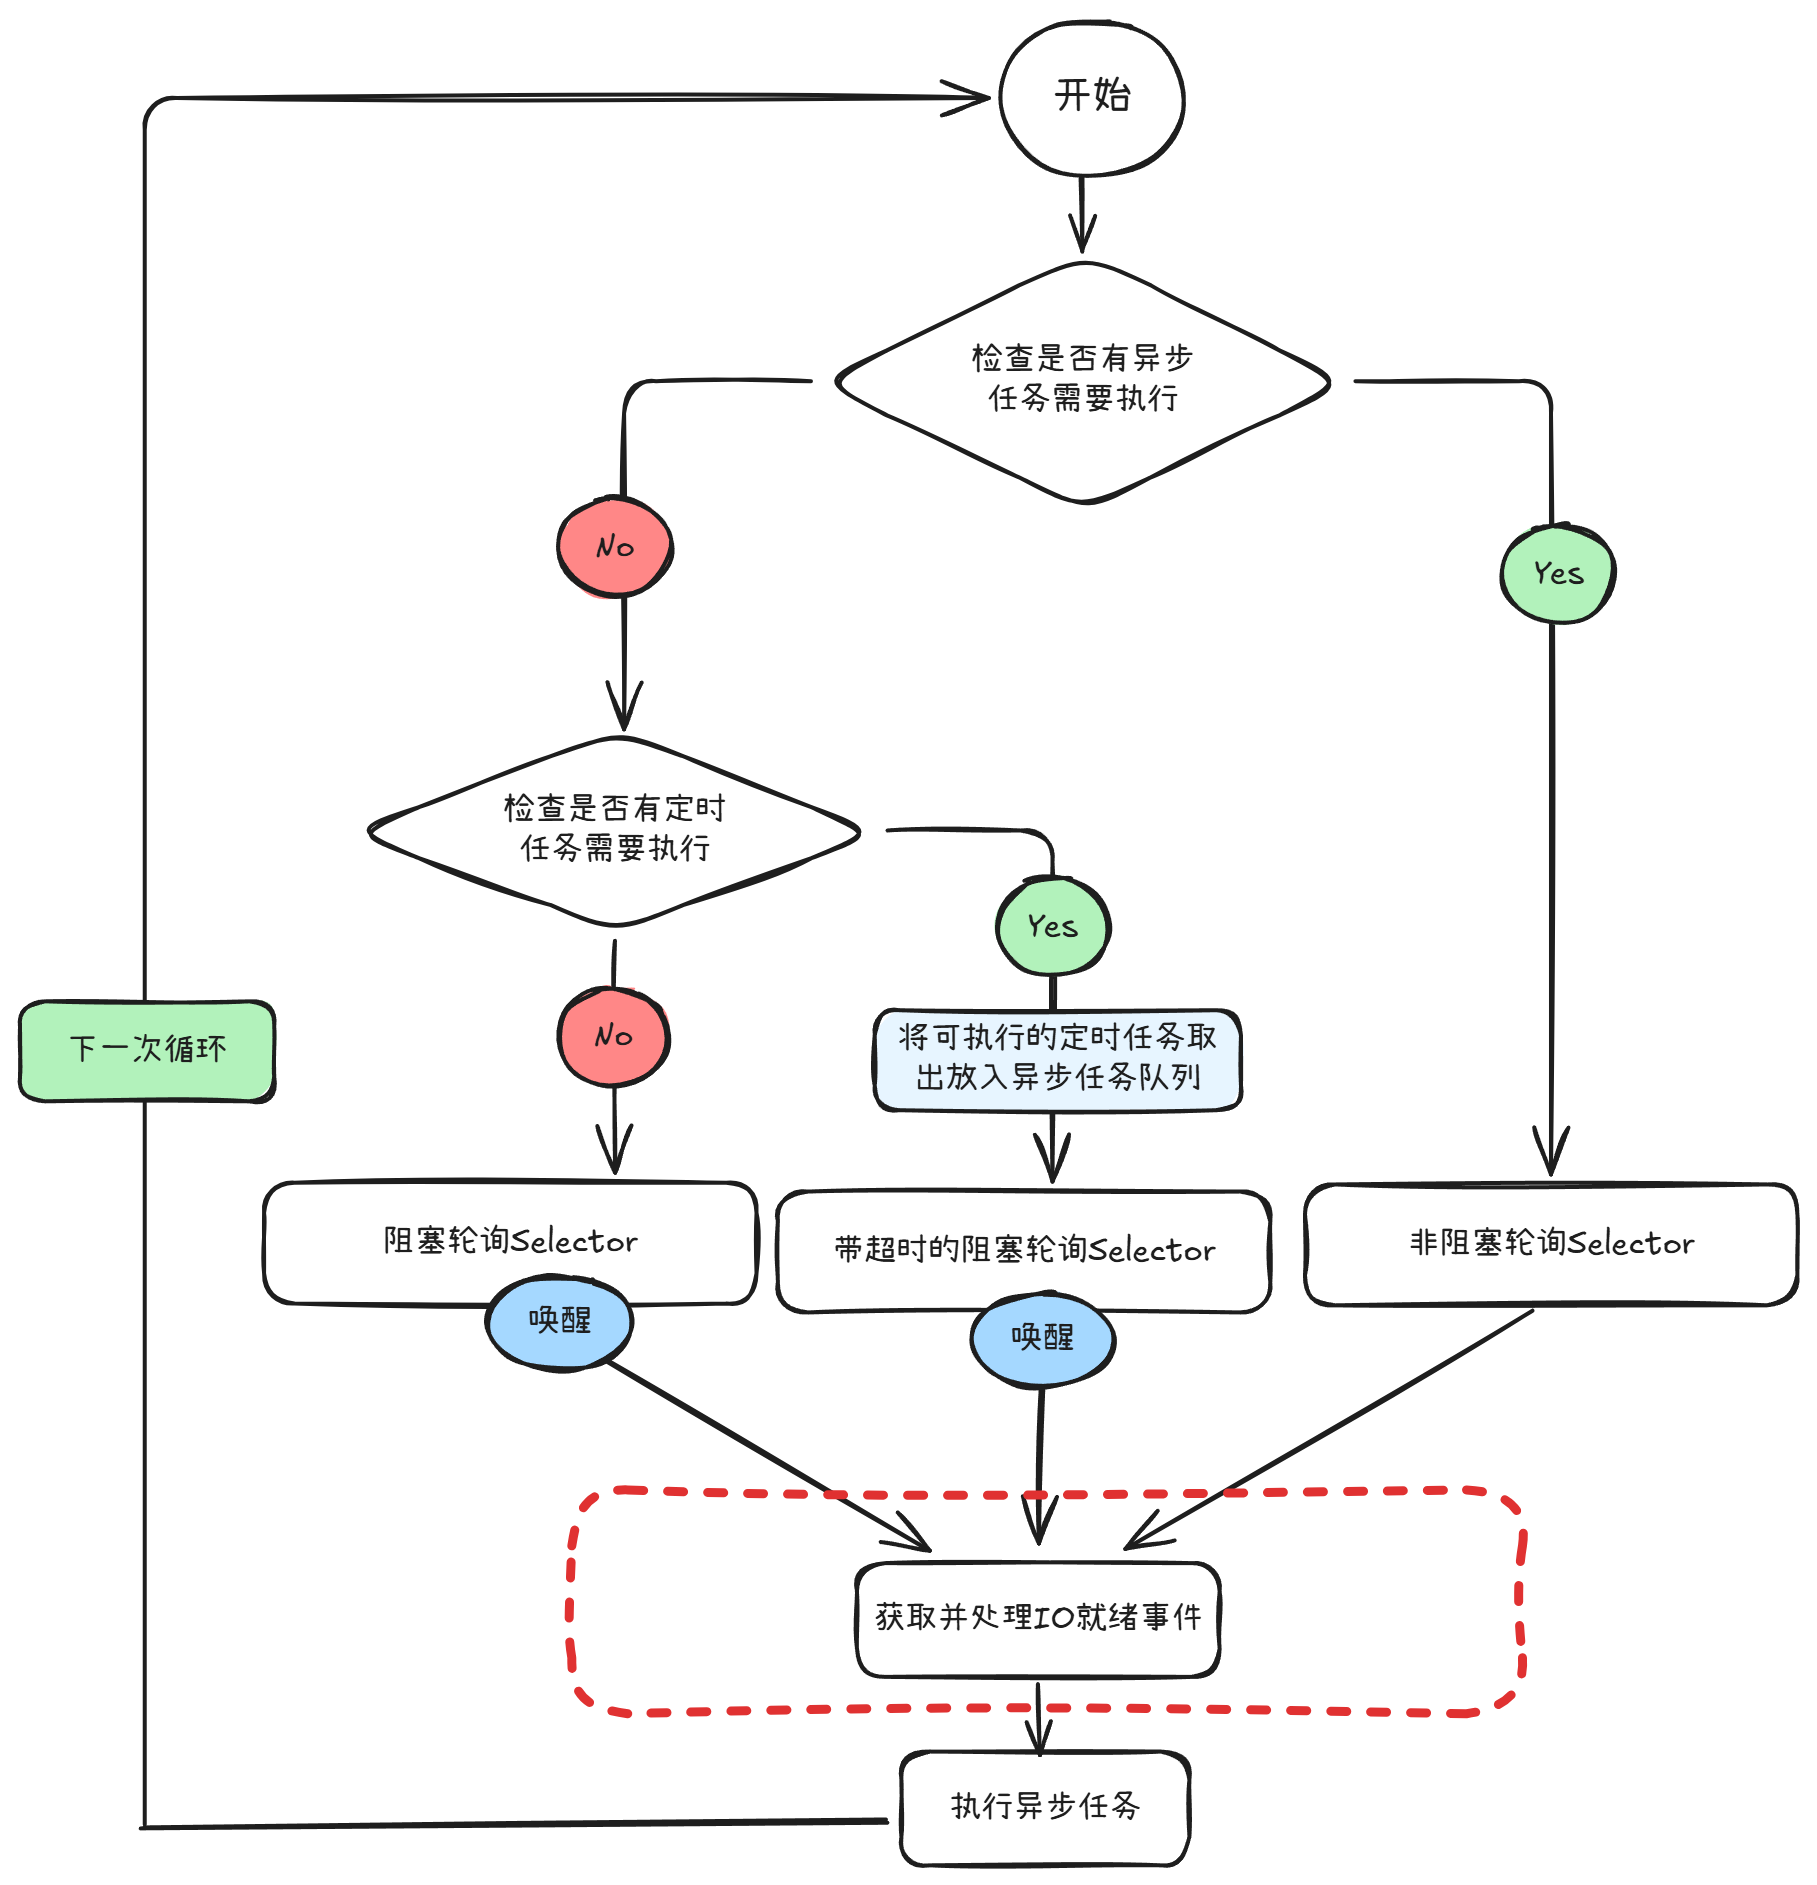 开始
检查是否有异步
任务需要执行
No
Yes
检查是否有定时
任务需要执行
Yes
No
下一次循环
将可执行的定时任务取
出放入异步任务队列
阻塞轮询Selector
带超时的阻塞轮询Selector
非阻塞轮询Selector
唤醒
唤醒
获取并处理IO就绪事件
执行异步任务